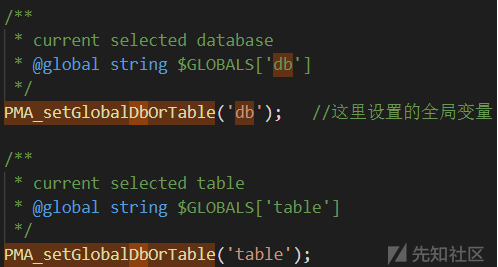 /**
 * current selected database
 * @global string $GLOBALS['db']
 */
PMA_setGlobalDbOrTable('db');   //这里设置的全局变量

/**
 * current selected table
 * @global string $GLOBALS['table']
 */
PMA_setGlobalDbOrTable('table');
先知社区